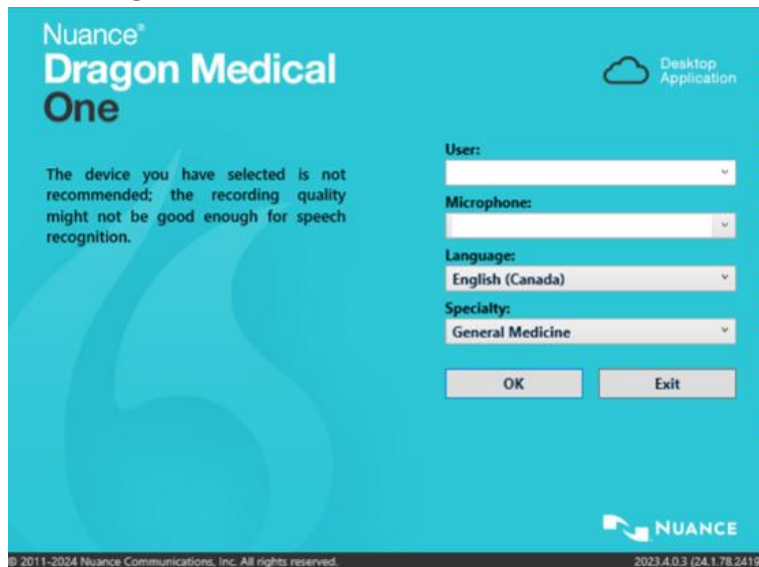 Nuance®
Dragon Medical
One
Desktop
Application
The device you have selected is not
recommended; the recording quality
might not be good enough for speech
recognition.
User:
Microphone:
Language:
English (Canada)
Specialty:
General Medicine
OK Exit
NUANCE
© 2011-2024 Nuance Communications, Inc. All rights reserved. 2023.4.0.3 (24.1.78.2419